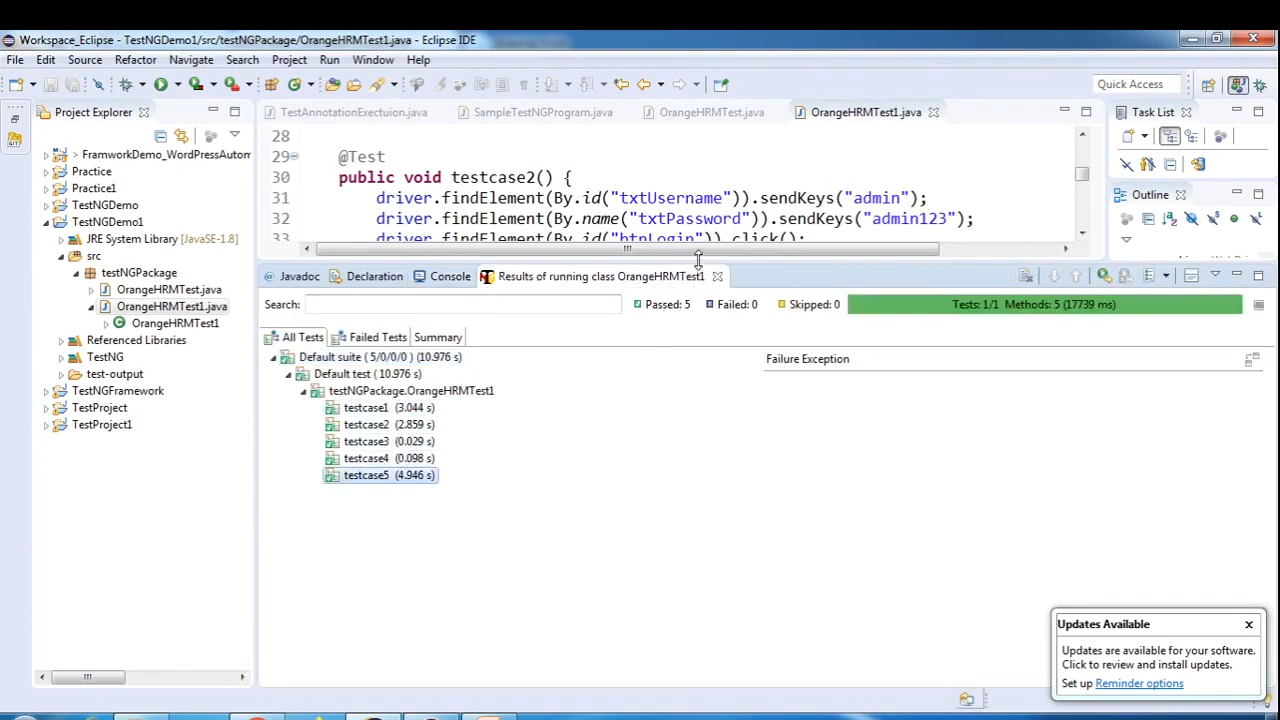 Workspace_Eclipse - TestNGDemo1/src/testNGPackage/OrangeHRMTest1.java - Eclipse IDE
File Edit Source Refactor Navigate Search Project Run Window Help
Quick Access
Project Explorer
> FramworkDemo_WordPressAutom
Practice
Practice1
TestNGDemo
TestNGDemo1
JRE System Library [JavaSE-1.8]
src
testNGPackage
OrangeHRMTest.java
OrangeHRMTest1.java
OrangeHRMTest1
Referenced Libraries
TestNG
test-output
TestNGFramework
TestProject
TestProject1
TestAnnotationExectuion.java SampleTestNGProgram.java OrangeHRMTest.java OrangeHRMTest1.java
28
29 @Test
30 public void testcase2() {
31 driver.findElement(By.id("txtUsername")).sendKeys("admin");
32 driver.findElement(By.name("txtPassword")).sendKeys("admin123");
33 driver.findElement(By.id("btnLogin")).click();
Task List
Outline
Javadoc Declaration Console Results of running class OrangeHRMTest1
Search: Passed: 5 Failed: 0 Skipped: 0 Tests: 1/1 Methods: 5 (17739 ms)
All Tests Failed Tests Summary
Default suite ( 5/0/0/0 ) (10.976 s)
Default test (10.976 s)
testNGPackage.OrangeHRMTest1
testcase1 (3.044 s)
testcase2 (2.859 s)
testcase3 (0.029 s)
testcase4 (0.098 s)
testcase5 (4.946 s)
Failure Exception
Updates Available
Updates are available for your software.
Click to review and install updates.
Set up Reminder options